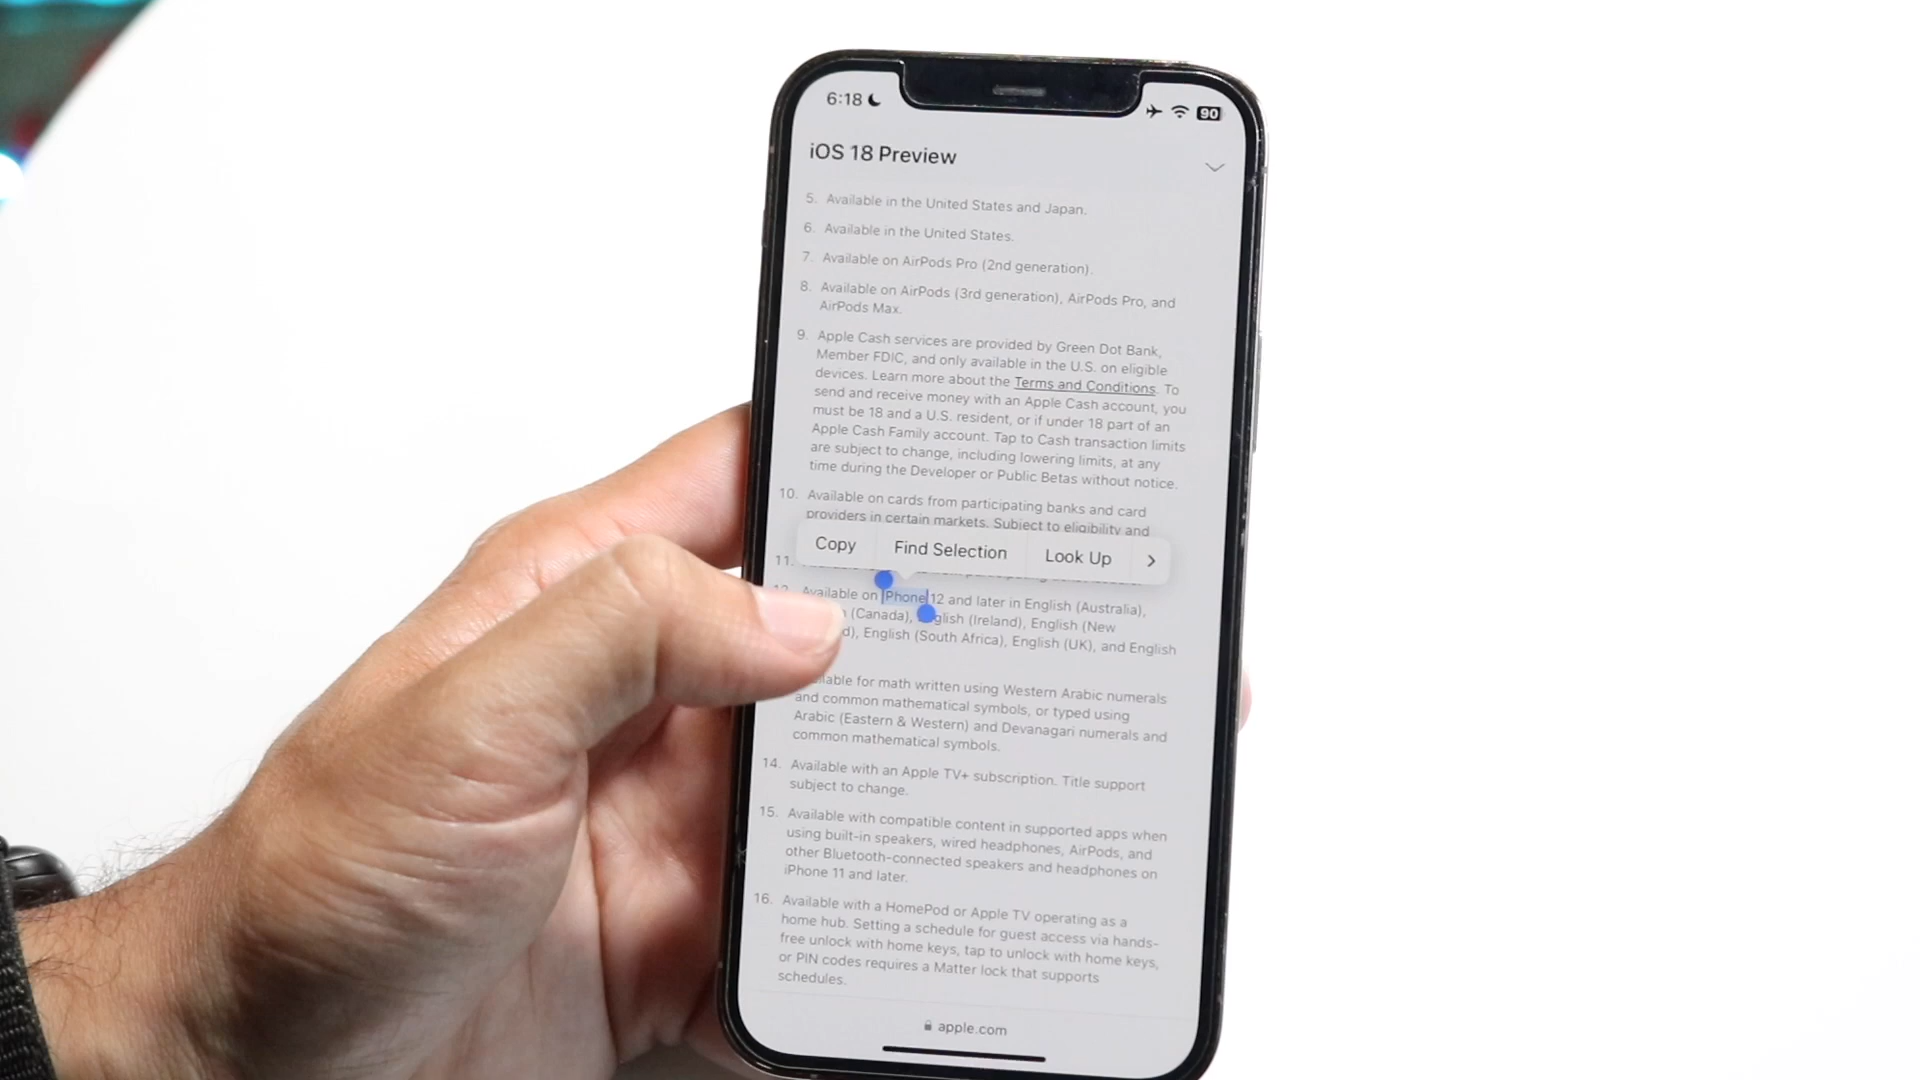 6:18
90
iOS 18 Preview
5. Available in the United States and Japan.
6. Available in the United States.
7. Available on AirPods Pro (2nd generation).
8. Available on AirPods (3rd generation), AirPods Pro, and
AirPods Max.
9. Apple Cash services are provided by Green Dot Bank,
Member FDIC, and only available in the U.S. on eligible
devices. Learn more about the Terms and Conditions. To
send and receive money with an Apple Cash account, you
must be 18 and a U.S. resident, or if under 18 part of an
Apple Cash Family account. Tap to Cash transaction limits
are subject to change, including lowering limits, at any
time during the Developer or Public Betas without notice.
10. Available on cards from participating banks and card
providers in certain markets. Subject to eligibility and
Copy Find Selection Look Up
11.
Available on iPhone 12 and later in English (Australia),
(Canada), English (Ireland), English (New
English (South Africa), English (UK), and English
for math written using Western Arabic numerals
and common mathematical symbols, or typed using
Arabic (Eastern & Western) and Devanagari numerals and
common mathematical symbols.
14. Available with an Apple TV+ subscription. Title support
subject to change.
15. Available with compatible content in supported apps when
using built-in speakers, wired headphones, AirPods, and
other Bluetooth-connected speakers and headphones on
iPhone 11 and later.
16. Available with a HomePod or Apple TV operating as a
home hub. Setting a schedule for guest access via hands-
free unlock with home keys, tap to unlock with home keys,
or PIN codes requires a Matter lock that supports
schedules.
apple.com